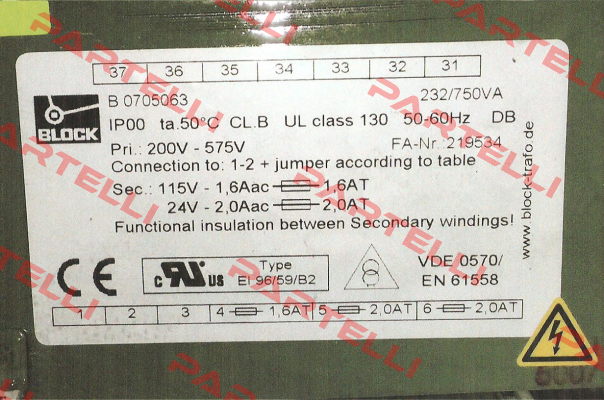 37 36 35 34 33 32 31
BLOCK
B 0705063 232/750VA
IP00 ta.50°C CL.B UL class 130 50-60Hz DB
Pri.: 200V - 575V FA-Nr.:219534
Connection to: 1-2 + jumper according to table
Sec.: 115V - 1,6Aac 1,6AT
24V - 2,0Aac 2,0AT
Functional insulation between Secondary windings!
www.block-trafo.de
CE
c RU US
Type
EI 96/59/B2
VDE 0570/
EN 61558
1 2 3 4 1,6AT 5 2,0AT 6 2,0AT
PARTELLI
PARTELLI
PARTELLI
PARTELLI
PARTELLI
PARTELLI
PARTELLI